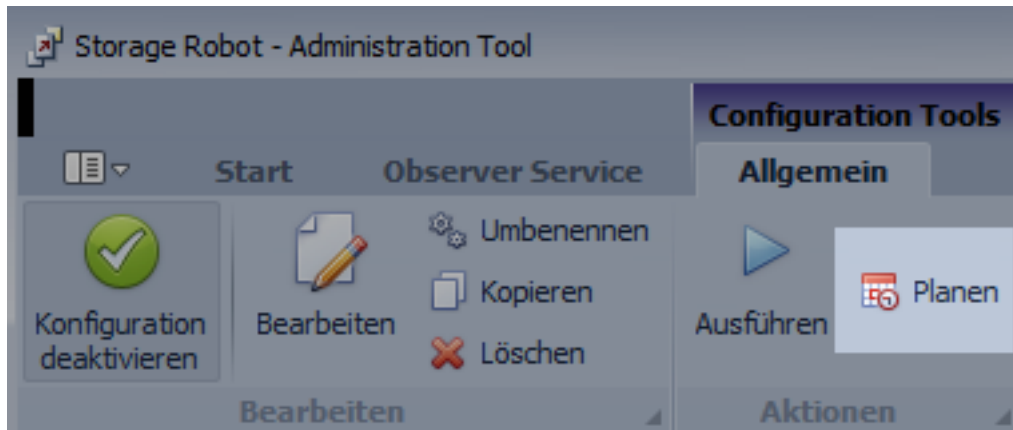 Storage Robot - Administration Tool
Configuration Tools
Start
Observer Service
Allgemein
Konfiguration
deaktivieren
Bearbeiten
Umbenennen
Kopieren
Löschen
Ausführen
Planen
Bearbeiten
Aktionen